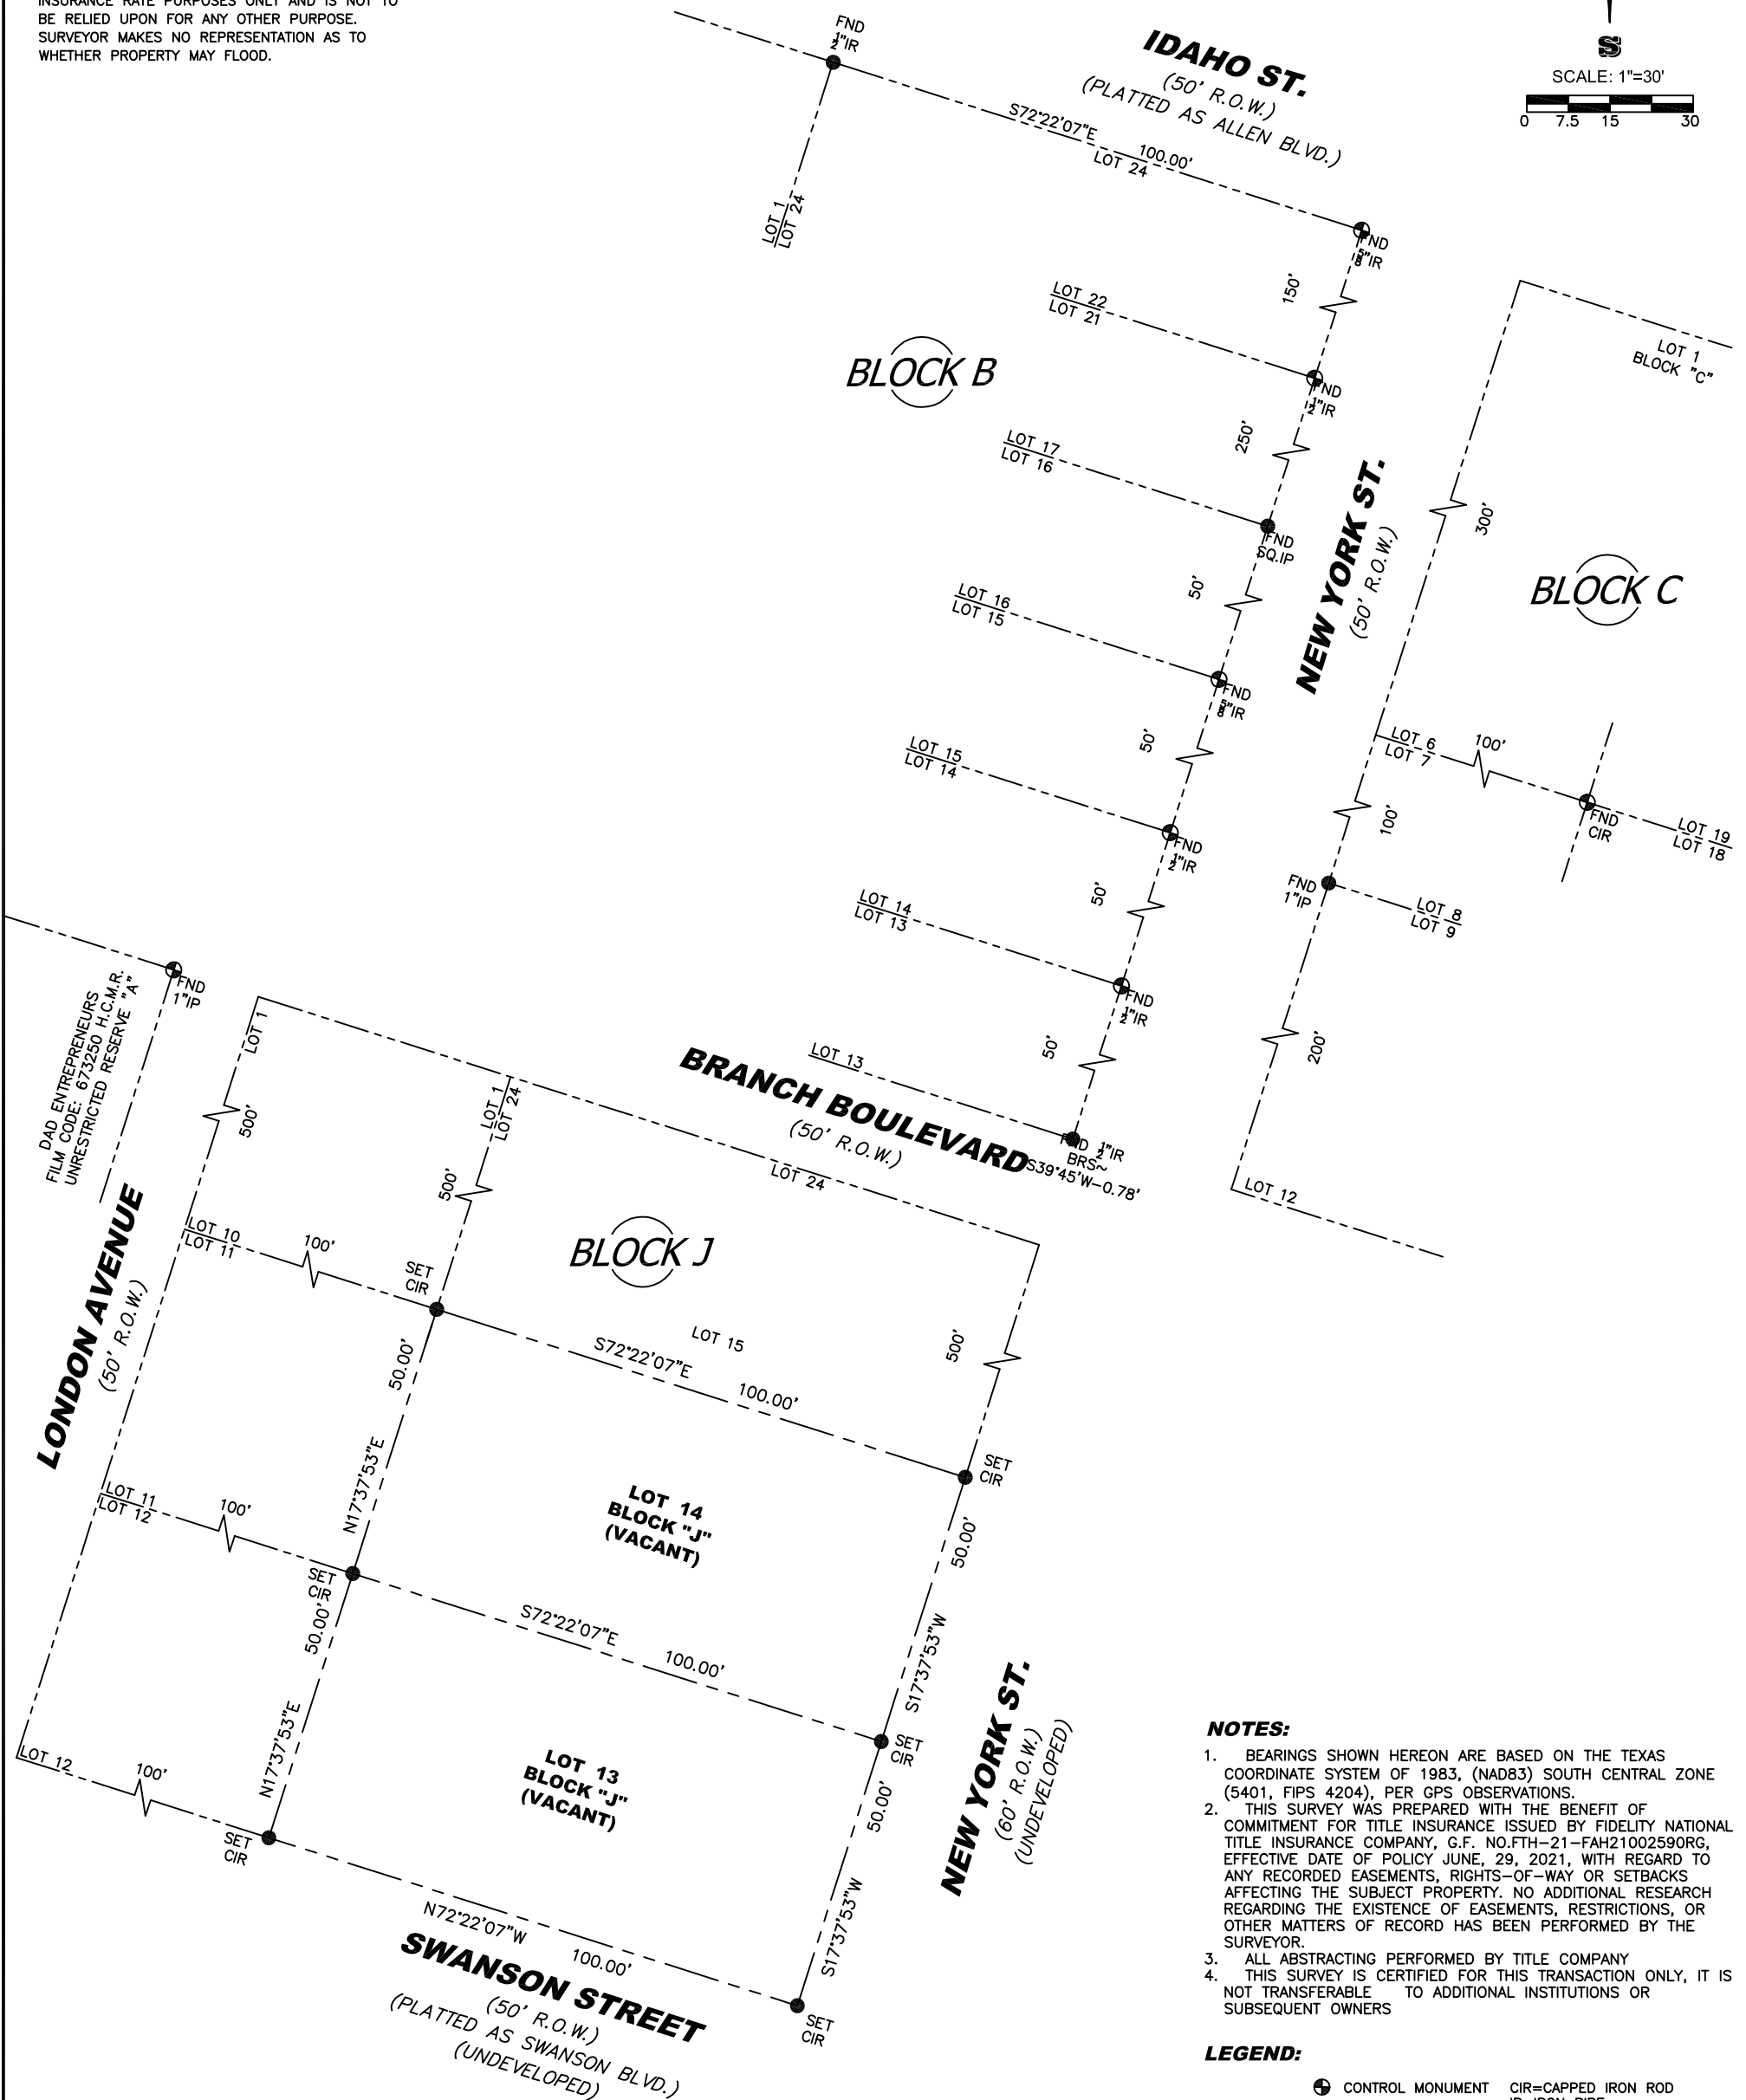 INSURANCE RATE PURPOSES ONLY AND IS NOT TO
BE RELIED UPON FOR ANY OTHER PURPOSE.
SURVEYOR MAKES NO REPRESENTATION AS TO
WHETHER PROPERTY MAY FLOOD.
S
SCALE: 1"=30'
0 7.5 15 30
FND
1/2"IR
IDAHO ST.
(50' R.O.W.)
(PLATTED AS ALLEN BLVD.)
S72°22'07"E 100.00'
LOT 24
LOT 1
LOT 24
FND
5/8"IR
150'
LOT 22
LOT 21
FND
1/2"IR
BLOCK B
250'
LOT 17
LOT 16
FND
SQ.IP
50'
LOT 16
LOT 15
FND
5/8"IR
50'
LOT 15
LOT 14
FND
1/2"IR
50'
LOT 14
LOT 13
FND
1/2"IR
50'
LOT 13
FND 1/2"IR
BRS~
S39°45'W-0.78'
NEW YORK ST.
(50' R.O.W.)
LOT 1
BLOCK "C"
300'
BLOCK C
LOT 6
LOT 7
100'
FND
CIR
LOT 19
LOT 18
100'
FND
1"IP
LOT 8
LOT 9
200'
LOT 12
FND
1"IP
DAD ENTREPRENEURS
FILM CODE: 673250 H.C.M.R.
UNRESTRICTED RESERVE "A"
LOT 1
500'
LOT 1
LOT 24
500'
BRANCH BOULEVARD
(50' R.O.W.)
LOT 24
LONDON AVENUE
(50' R.O.W.)
LOT 10
LOT 11
100'
SET
CIR
BLOCK J
LOT 15
500'
S72°22'07"E 100.00'
SET
CIR
50.00'
N17°37'53"E
LOT 14
BLOCK "J"
(VACANT)
50.00'
S17°37'53"W
LOT 11
LOT 12
100'
SET
CIR
S72°22'07"E 100.00'
SET
CIR
50.00'
N17°37'53"E
LOT 13
BLOCK "J"
(VACANT)
50.00'
S17°37'53"W
NEW YORK ST.
(60' R.O.W.)
(UNDEVELOPED)
LOT 12
100'
SET
CIR
N72°22'07"W 100.00'
SET
CIR
SWANSON STREET
(50' R.O.W.)
(PLATTED AS SWANSON BLVD.)
(UNDEVELOPED)
NOTES:
1. BEARINGS SHOWN HEREON ARE BASED ON THE TEXAS
COORDINATE SYSTEM OF 1983, (NAD83) SOUTH CENTRAL ZONE
(5401, FIPS 4204), PER GPS OBSERVATIONS.
2. THIS SURVEY WAS PREPARED WITH THE BENEFIT OF
COMMITMENT FOR TITLE INSURANCE ISSUED BY FIDELITY NATIONAL
TITLE INSURANCE COMPANY, G.F. NO.FTH-21-FAH21002590RG,
EFFECTIVE DATE OF POLICY JUNE, 29, 2021, WITH REGARD TO
ANY RECORDED EASEMENTS, RIGHTS-OF-WAY OR SETBACKS
AFFECTING THE SUBJECT PROPERTY. NO ADDITIONAL RESEARCH
REGARDING THE EXISTENCE OF EASEMENTS, RESTRICTIONS, OR
OTHER MATTERS OF RECORD HAS BEEN PERFORMED BY THE
SURVEYOR.
3. ALL ABSTRACTING PERFORMED BY TITLE COMPANY
4. THIS SURVEY IS CERTIFIED FOR THIS TRANSACTION ONLY, IT IS
NOT TRANSFERABLE TO ADDITIONAL INSTITUTIONS OR
SUBSEQUENT OWNERS
LEGEND:
CONTROL MONUMENT CIR=CAPPED IRON ROD